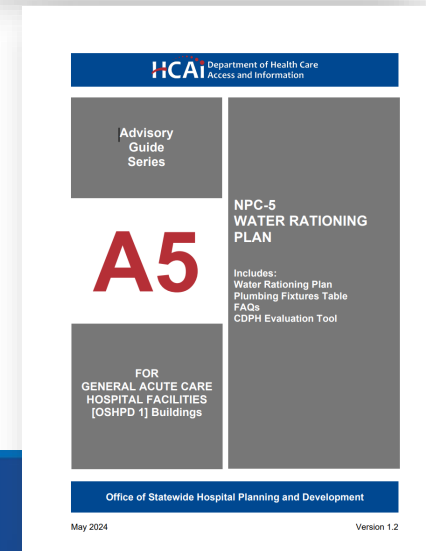 HCAi Department of Health Care
Access and Information
Advisory
Guide
Series
A5
FOR
GENERAL ACUTE CARE
HOSPITAL FACILITIES
[OSHPD 1] Buildings
NPC-5
WATER RATIONING
PLAN
Includes:
Water Rationing Plan
Plumbing Fixtures Table
FAQs
CDPH Evaluation Tool
Office of Statewide Hospital Planning and Development
May 2024 Version 1.2